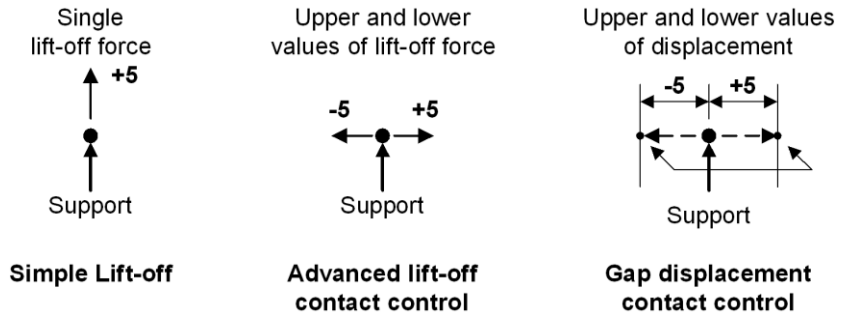 Single
lift-off force
+5
Support
Simple Lift-off
Upper and lower
values of lift-off force
-5 +5
Support
Advanced lift-off
contact control
Upper and lower values
of displacement
-5 +5
Support
Gap displacement
contact control